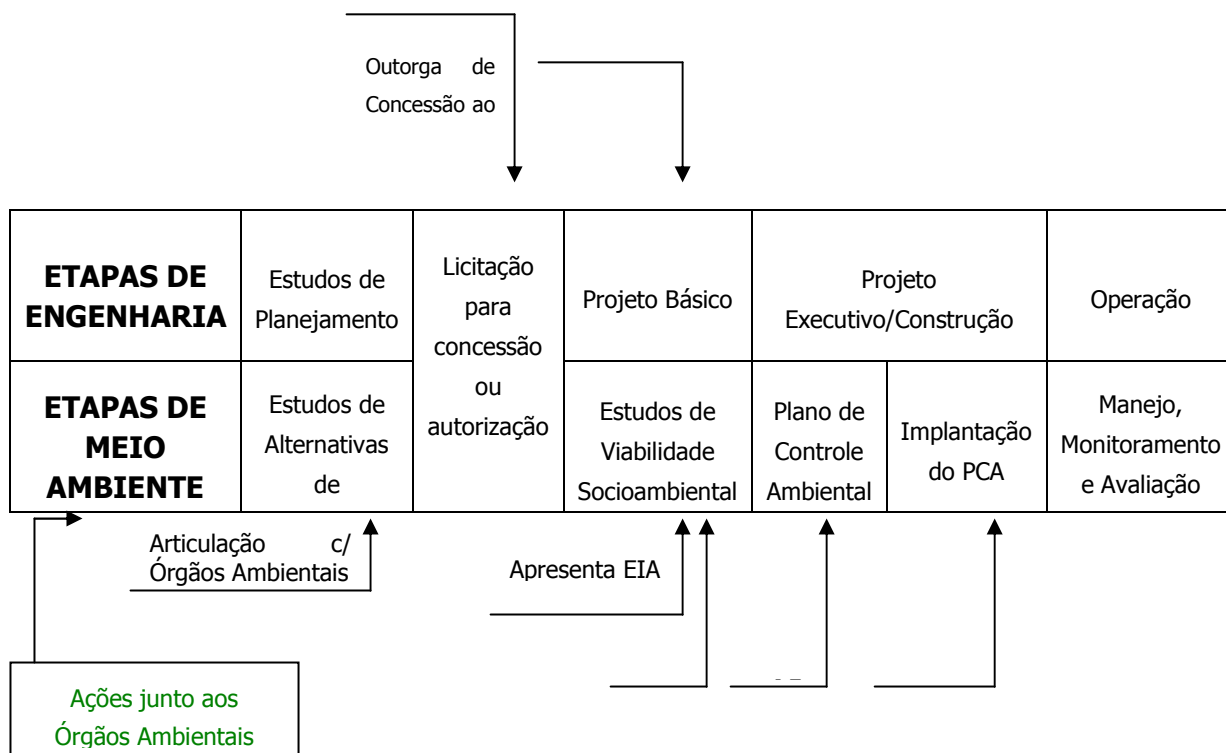 Outorga de
Concessão ao
ETAPAS DE
ENGENHARIA
Estudos de
Planejamento
Licitação
para
concessão
ou
autorização
Projeto Básico
Projeto
Executivo/Construção
Operação
ETAPAS DE
MEIO
AMBIENTE
Estudos de
Alternativas
de
Estudos de
Viabilidade
Socioambiental
Plano de
Controle
Ambiental
Implantação
do PCA
Manejo,
Monitoramento
e Avaliação
Articulação c/
Órgãos Ambientais
Apresenta EIA
Ações junto aos
Órgãos Ambientais